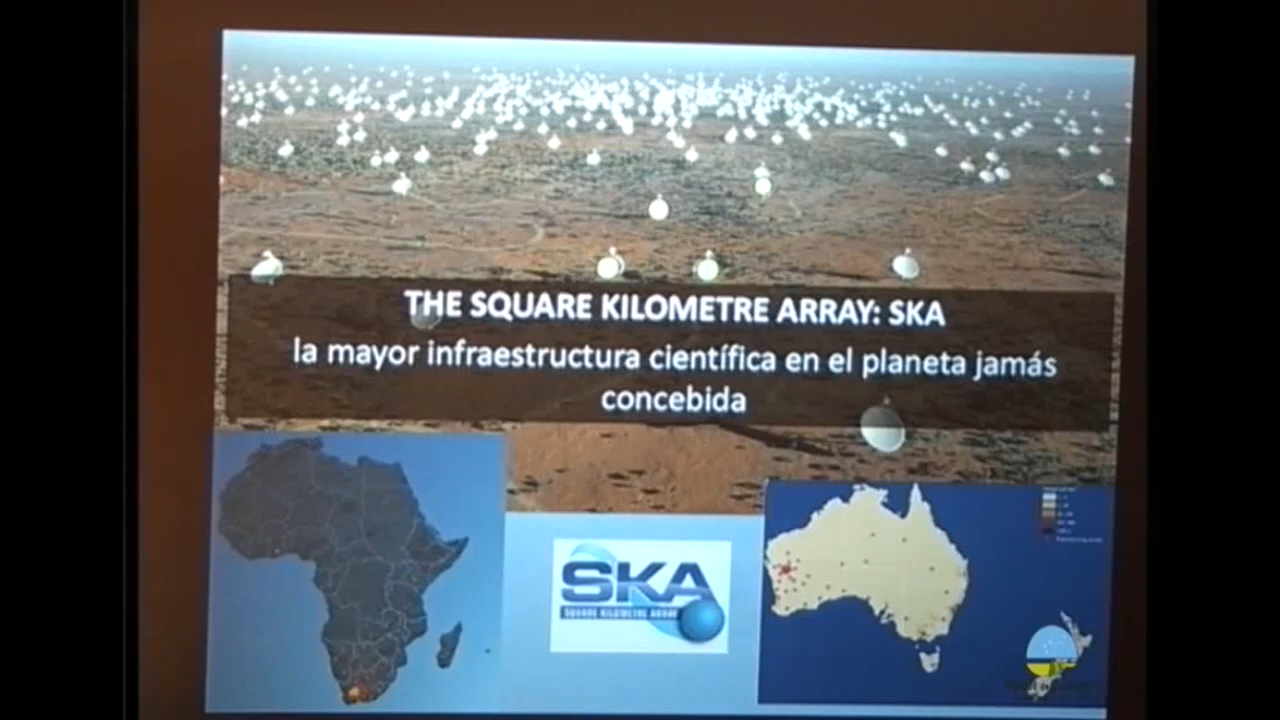 THE SQUARE KILOMETRE ARRAY: SKA
la mayor infraestructura científica en el planeta jamás
concebida
SKA
SQUARE KILOMETRE ARRAY